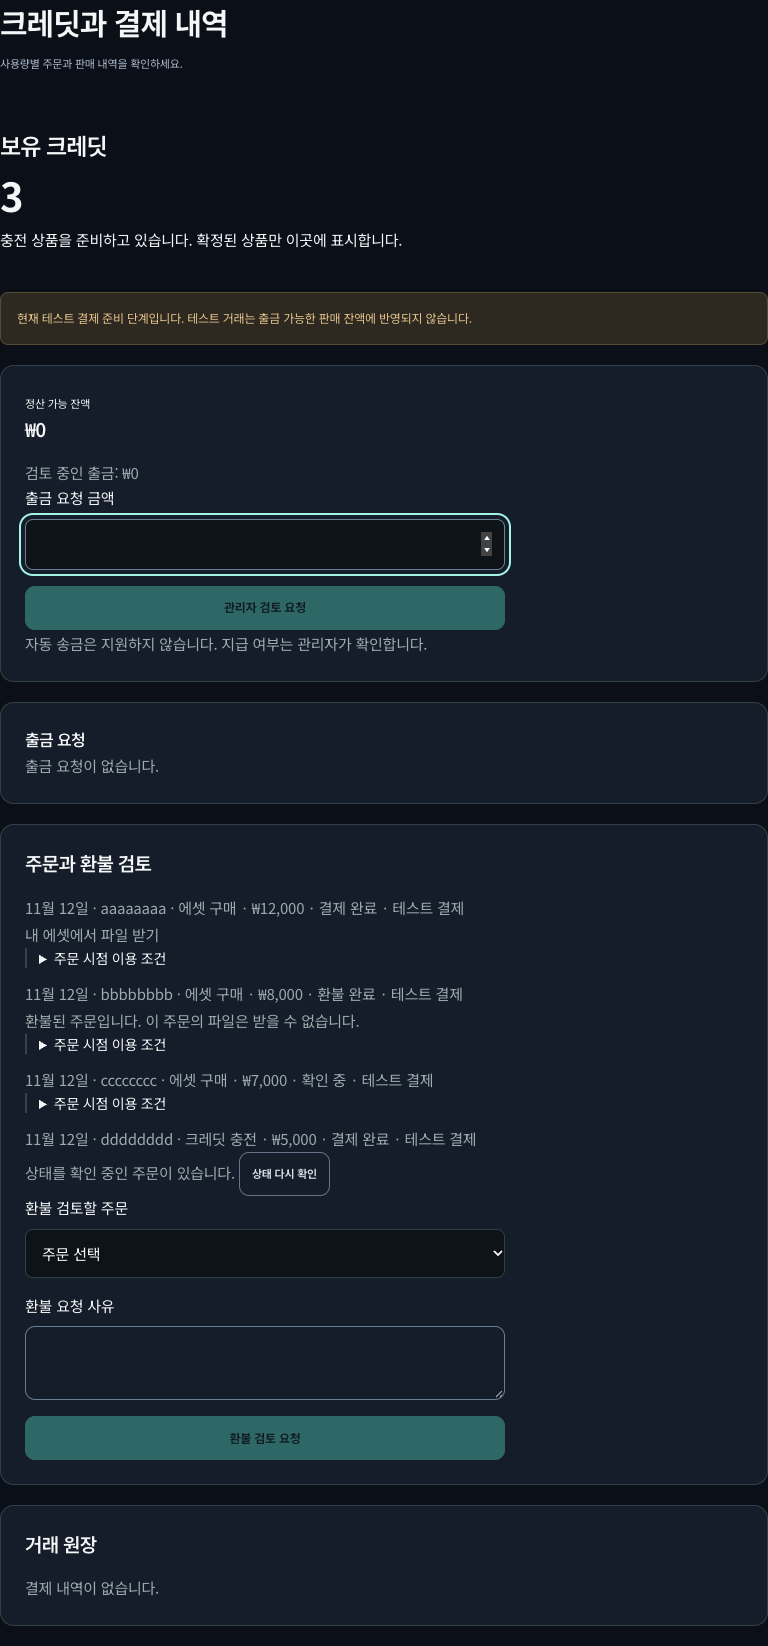 크레딧과 결제 내역
사용량별 주문과 판매 내역을 확인하세요.
보유 크레딧
3
충전 상품을 준비하고 있습니다. 확정된 상품만 이곳에 표시합니다.
현재 테스트 결제 준비 단계입니다. 테스트 거래는 출금 가능한 판매 잔액에 반영되지 않습니다.
정산 가능 잔액
₩0
검토 중인 출금: ₩0
출금 요청 금액
관리자 검토 요청
자동 송금은 지원하지 않습니다. 지급 여부는 관리자가 확인합니다.
출금 요청
출금 요청이 없습니다.
주문과 환불 검토
11월 12일 · aaaaaaaa · 에셋 구매 · ₩12,000 · 결제 완료 · 테스트 결제
내 에셋에서 파일 받기
▶ 주문 시점 이용 조건
11월 12일 · bbbbbbbb · 에셋 구매 · ₩8,000 · 환불 완료 · 테스트 결제
환불된 주문입니다. 이 주문의 파일은 받을 수 없습니다.
▶ 주문 시점 이용 조건
11월 12일 · cccccccc · 에셋 구매 · ₩7,000 · 확인 중 · 테스트 결제
▶ 주문 시점 이용 조건
11월 12일 · dddddddd · 크레딧 충전 · ₩5,000 · 결제 완료 · 테스트 결제
상태를 확인 중인 주문이 있습니다. 상태 다시 확인
환불 검토할 주문
주문 선택
환불 요청 사유
환불 검토 요청
거래 원장
결제 내역이 없습니다.